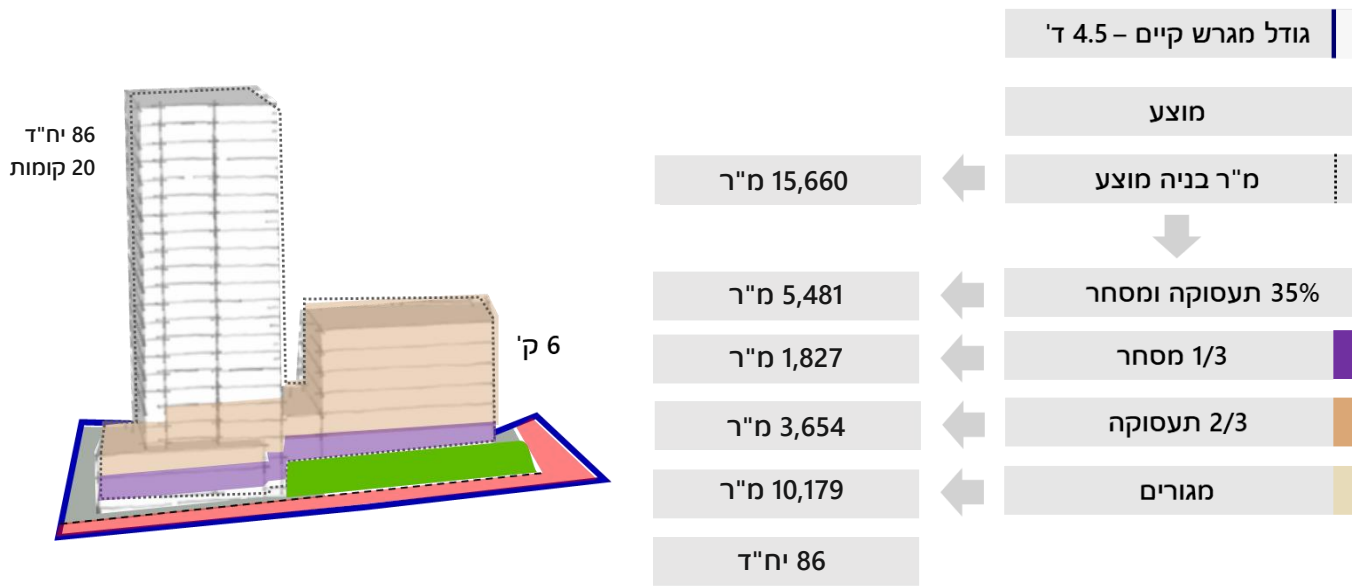 גודל מגרש קיים – 4.5 ד'
מוצע
מ"ר בניה מוצע
15,660 מ"ר
35% תעסוקה ומסחר
5,481 מ"ר
1/3 מסחר
1,827 מ"ר
2/3 תעסוקה
3,654 מ"ר
מגורים
10,179 מ"ר
86 יח"ד
6 ק'
86 יח"ד
20 קומות